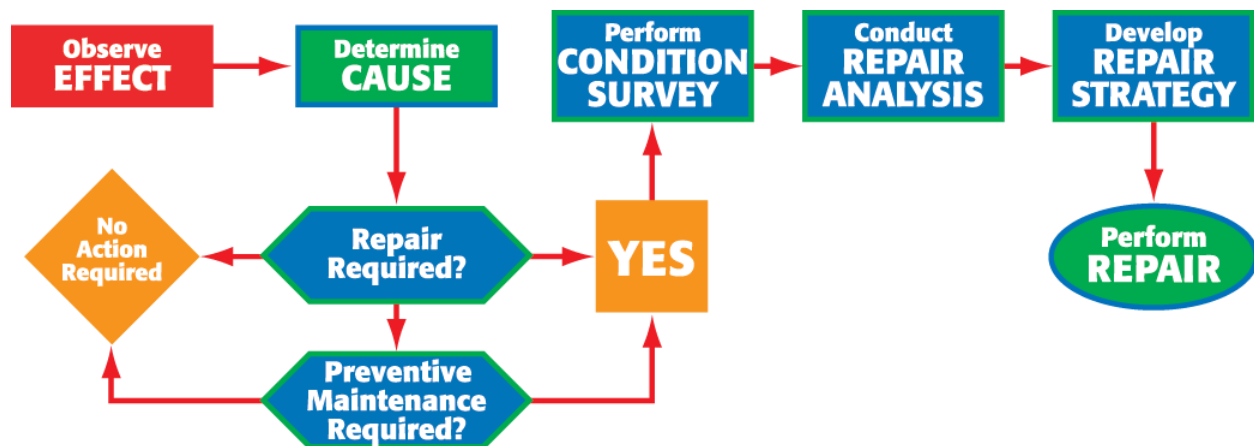 Observe
EFFECT
Determine
CAUSE
Perform
CONDITION
SURVEY
Conduct
REPAIR
ANALYSIS
Develop
REPAIR
STRATEGY
No
Action
Required
Repair
Required?
YES
Perform
REPAIR
Preventive
Maintenance
Required?